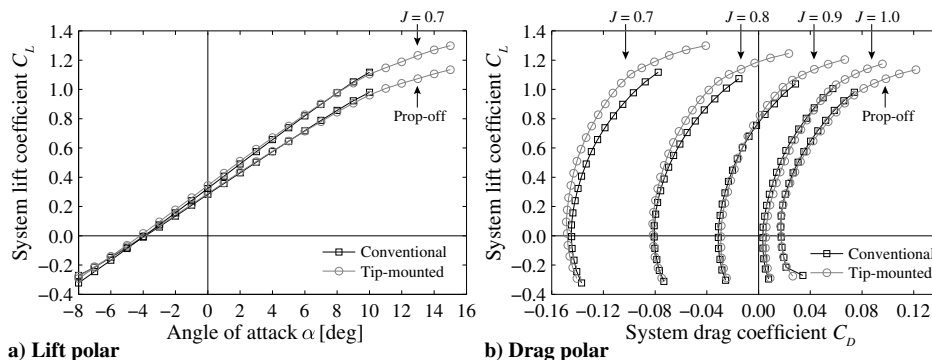 J = 0.7
1.4
1.2
1.0
0.8
0.6
0.4
0.2
0.0
−0.2
−0.4
System lift coefficient C_L
Prop-off
Conventional
Tip-mounted
−8 −6 −4 −2 0 2 4 6 8 10 12 14 16
Angle of attack α [deg]
a) Lift polar
J = 0.7 J = 0.8 J = 0.9 J = 1.0
1.4
1.2
1.0
0.8
0.6
0.4
0.2
0.0
−0.2
−0.4
System lift coefficient C_L
Prop-off
Conventional
Tip-mounted
−0.16 −0.12 −0.08 −0.04 0.00 0.04 0.08 0.12
System drag coefficient C_D
b) Drag polar